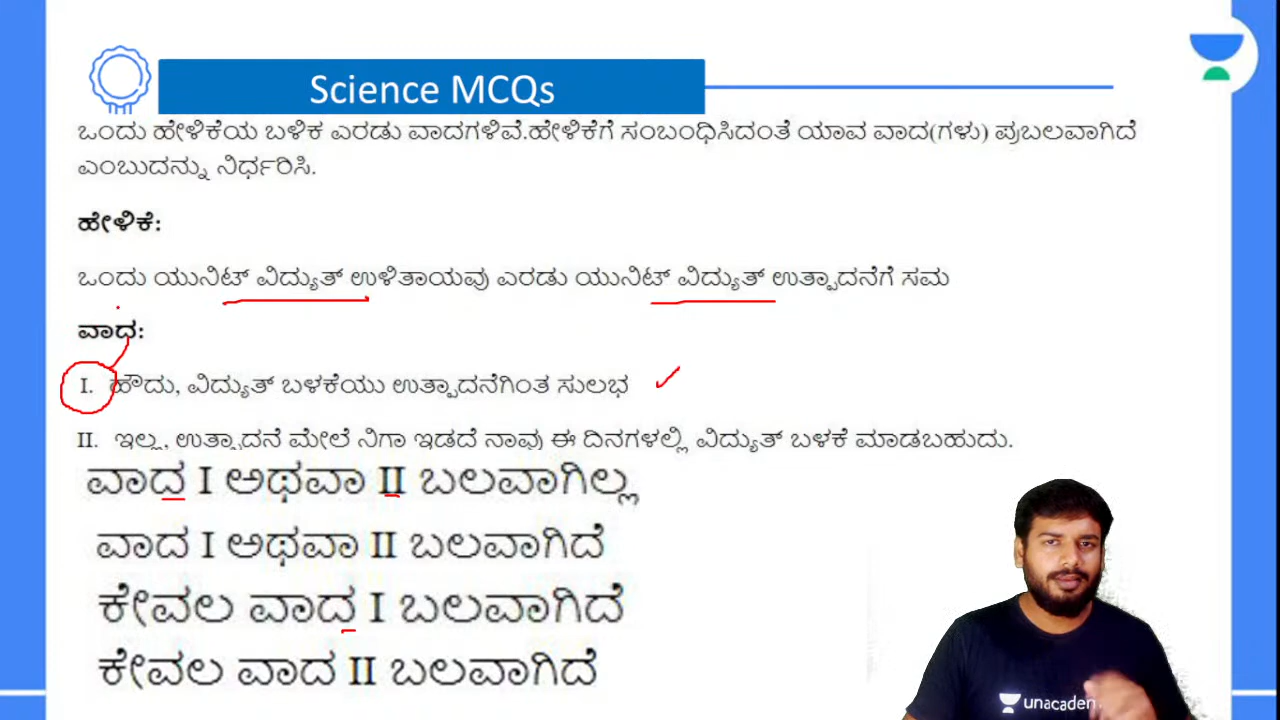 Science MCQs
ಒಂದು ಹೇಳಿಕೆಯ ಬಳಿಕ ಎರಡು ವಾದಗಳಿವೆ.ಹೇಳಿಕೆಗೆ ಸಂಬಂಧಿಸಿದಂತೆ ಯಾವ ವಾದ(ಗಳು) ಪ್ರಬಲವಾಗಿದೆ
ಎಂಬುದನ್ನು ನಿರ್ಧರಿಸಿ.
ಹೇಳಿಕೆ:
ಒಂದು ಯುನಿಟ್ ವಿದ್ಯುತ್ ಉಳಿತಾಯವು ಎರಡು ಯುನಿಟ್ ವಿದ್ಯುತ್ ಉತ್ಪಾದನೆಗೆ ಸಮ
ವಾದ:
I. ಹೌದು, ವಿದ್ಯುತ್ ಬಳಕೆಯು ಉತ್ಪಾದನೆಗಿಂತ ಸುಲಭ
II. ಇಲ್ಲ, ಉತ್ಪಾದನೆ ಮೇಲೆ ನಿಗಾ ಇಡದೆ ನಾವು ಈ ದಿನಗಳಲ್ಲಿ ವಿದ್ಯುತ್ ಬಳಕೆ ಮಾಡಬಹುದು.
ವಾದ I ಅಥವಾ II ಬಲವಾಗಿಲ್ಲ
ವಾದ I ಅಥವಾ II ಬಲವಾಗಿದೆ
ಕೇವಲ ವಾದ I ಬಲವಾಗಿದೆ
ಕೇವಲ ವಾದ II ಬಲವಾಗಿದೆ